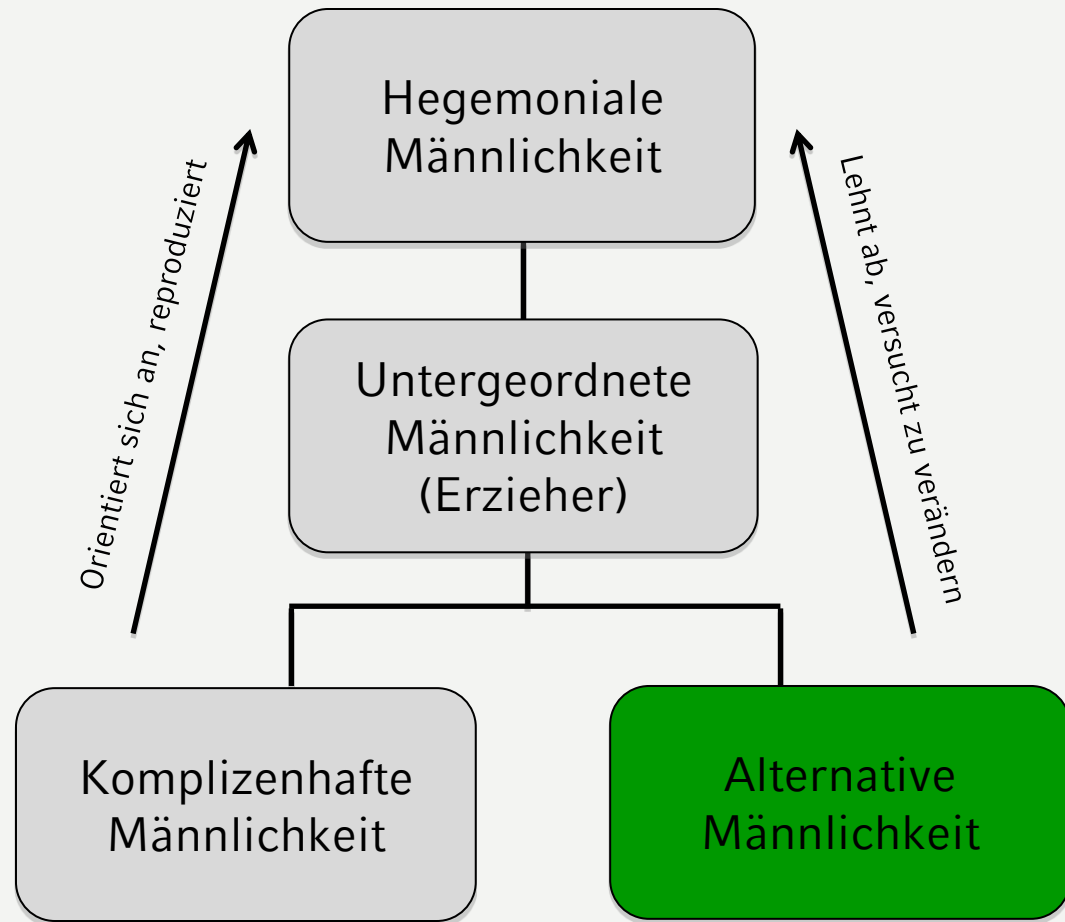 Hegemoniale
Männlichkeit
Orientiert sich an, reproduziert
Lehnt ab, versucht zu verändern
Untergeordnete
Männlichkeit
(Erzieher)
Komplizenhafte
Männlichkeit
Alternative
Männlichkeit